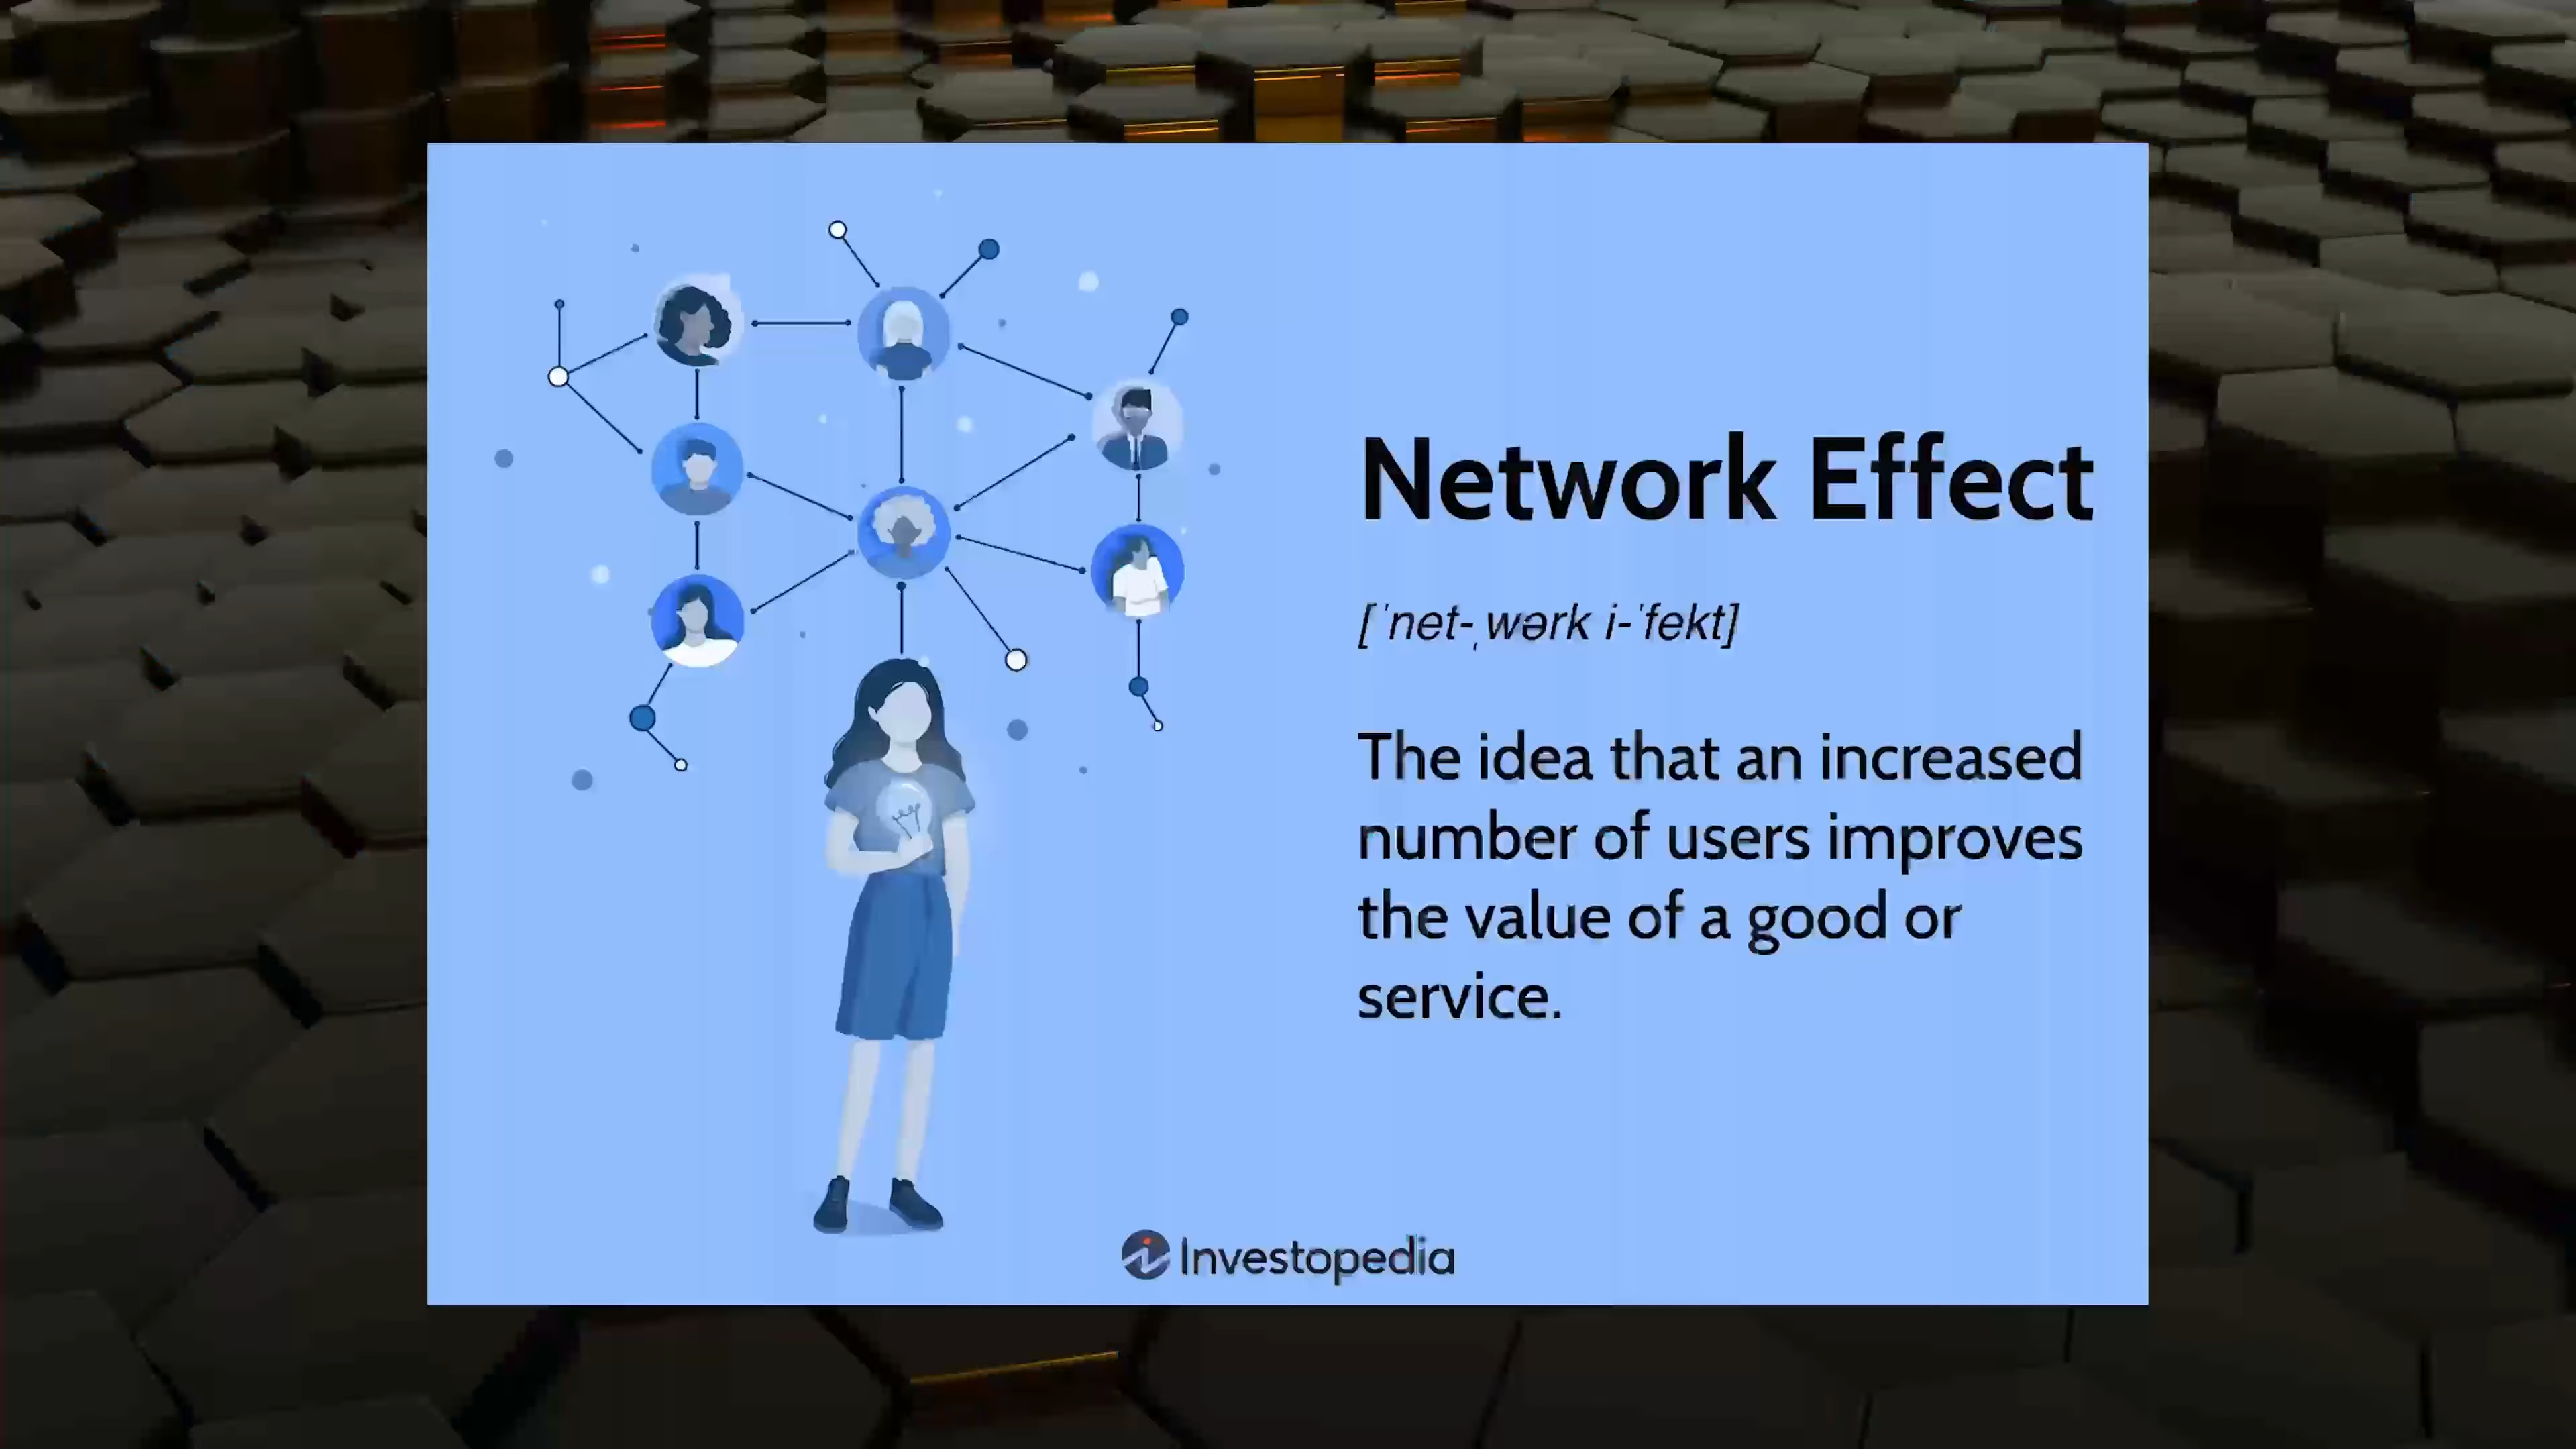 Network Effect
[ˈnet-ˌwərk i-ˈfekt]
The idea that an increased
number of users improves
the value of a good or
service.
Investopedia